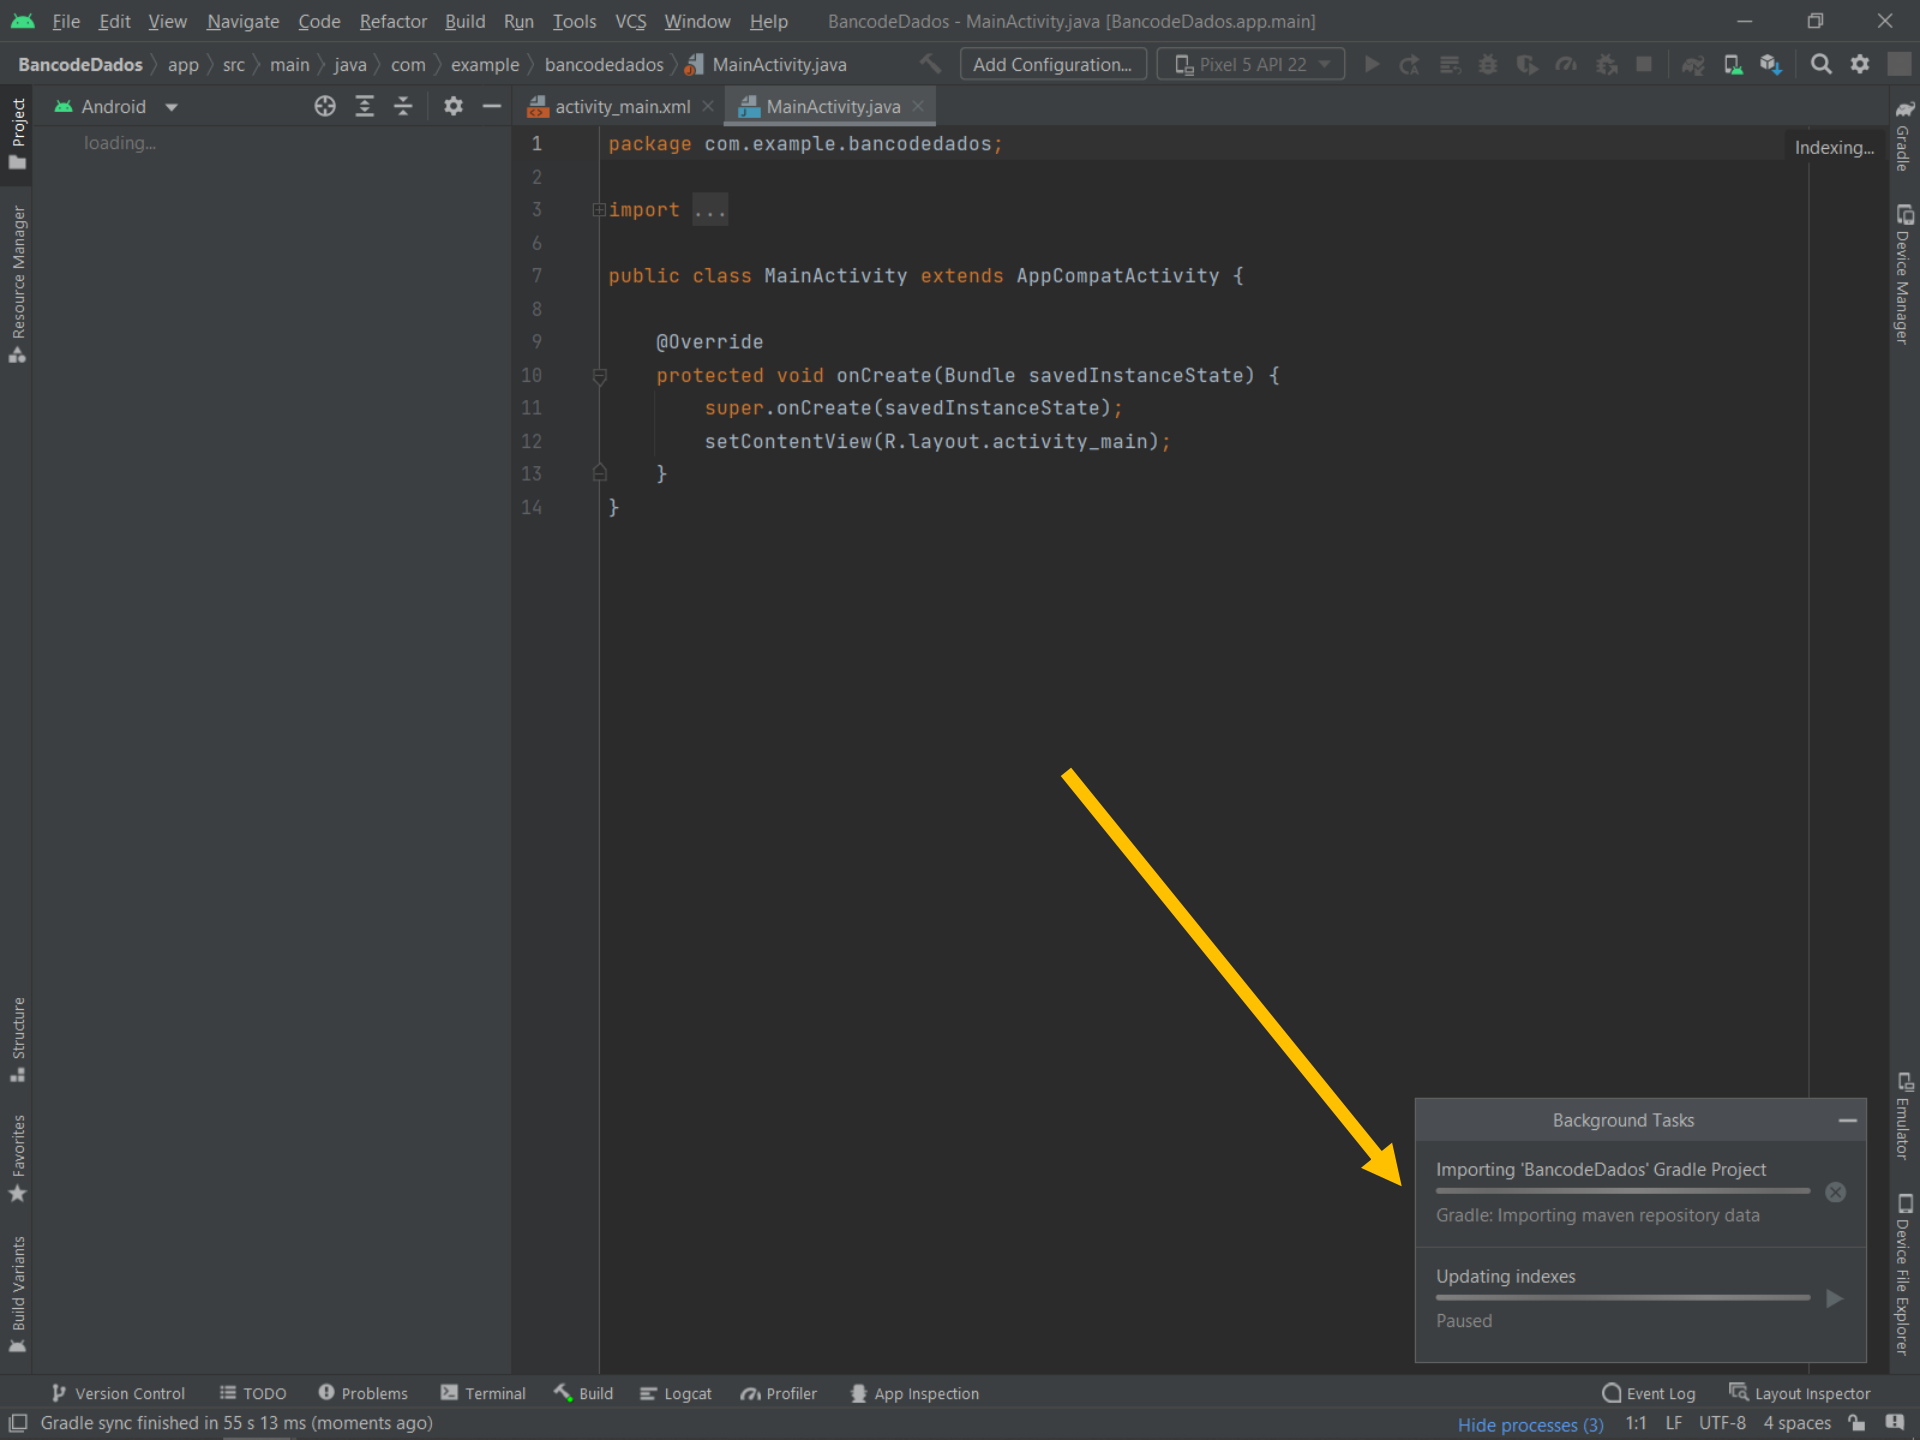 File Edit View Navigate Code Refactor Build Run Tools VCS Window Help BancodeDados - MainActivity.java [BancodeDados.app.main]
BancodeDados app src main java com example bancodedados MainActivity.java Add Configuration... Pixel 5 API 22
Project
Android
activity_main.xml
MainActivity.java
Gradle
loading...
Indexing...
1 package com.example.bancodedados;
2
3 import ...
6
7 public class MainActivity extends AppCompatActivity {
8
9 @Override
10 protected void onCreate(Bundle savedInstanceState) {
11 super.onCreate(savedInstanceState);
12 setContentView(R.layout.activity_main);
13 }
14 }
Resource Manager
Device Manager
Structure
Favorites
Build Variants
Emulator
Device File Explorer
Background Tasks
Importing 'BancodeDados' Gradle Project
Gradle: Importing maven repository data
Updating indexes
Paused
Version Control TODO Problems Terminal Build Logcat Profiler App Inspection Event Log Layout Inspector
Gradle sync finished in 55 s 13 ms (moments ago) Hide processes (3) 1:1 LF UTF-8 4 spaces